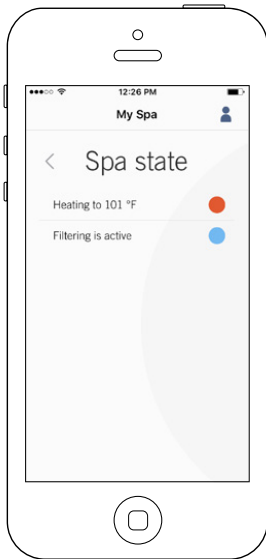 12:26 PM
My Spa
Spa state
Heating to 101 °F
Filtering is active